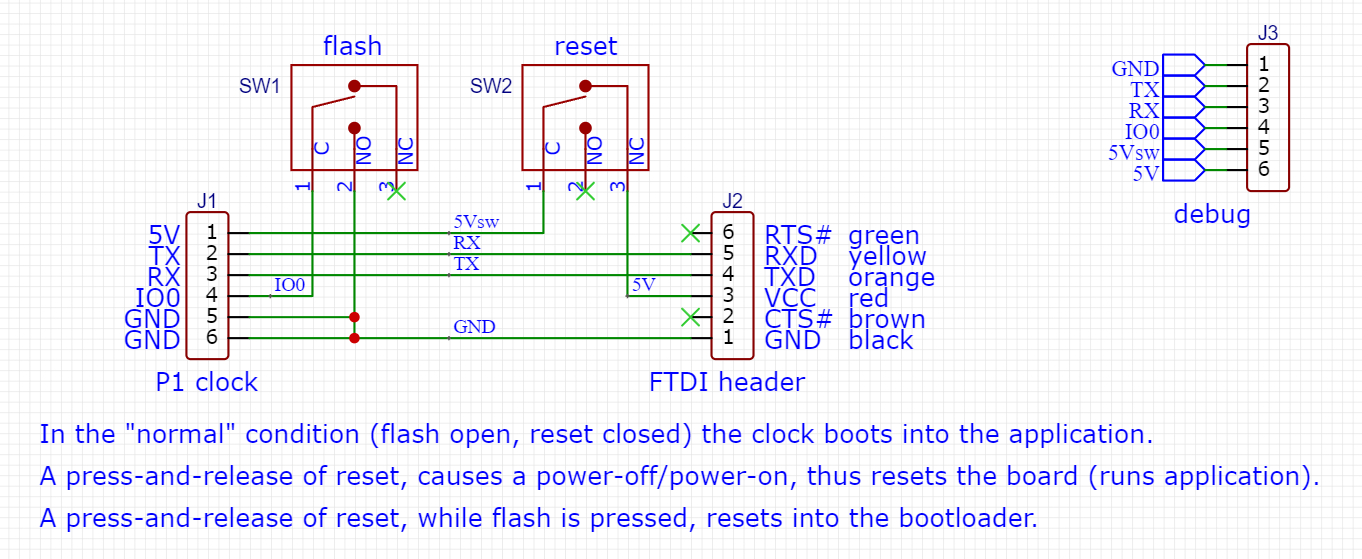 flash
reset
SW1
SW2
C
NO
NC
1
2
3
C
NO
NC
1
2
3
J3
GND 1
TX 2
RX 3
IO0 4
5Vsw 5
5V 6
debug
J1
J2
5V 1 5Vsw 6 RTS# green
TX 2 RX 5 RXD yellow
RX 3 TX 4 TXD orange
IO0 4 IO0 5V 3 VCC red
GND 5 2 CTS# brown
GND 6 GND 1 GND black
P1 clock
FTDI header
In the "normal" condition (flash open, reset closed) the clock boots into the application.
A press-and-release of reset, causes a power-off/power-on, thus resets the board (runs application).
A press-and-release of reset, while flash is pressed, resets into the bootloader.